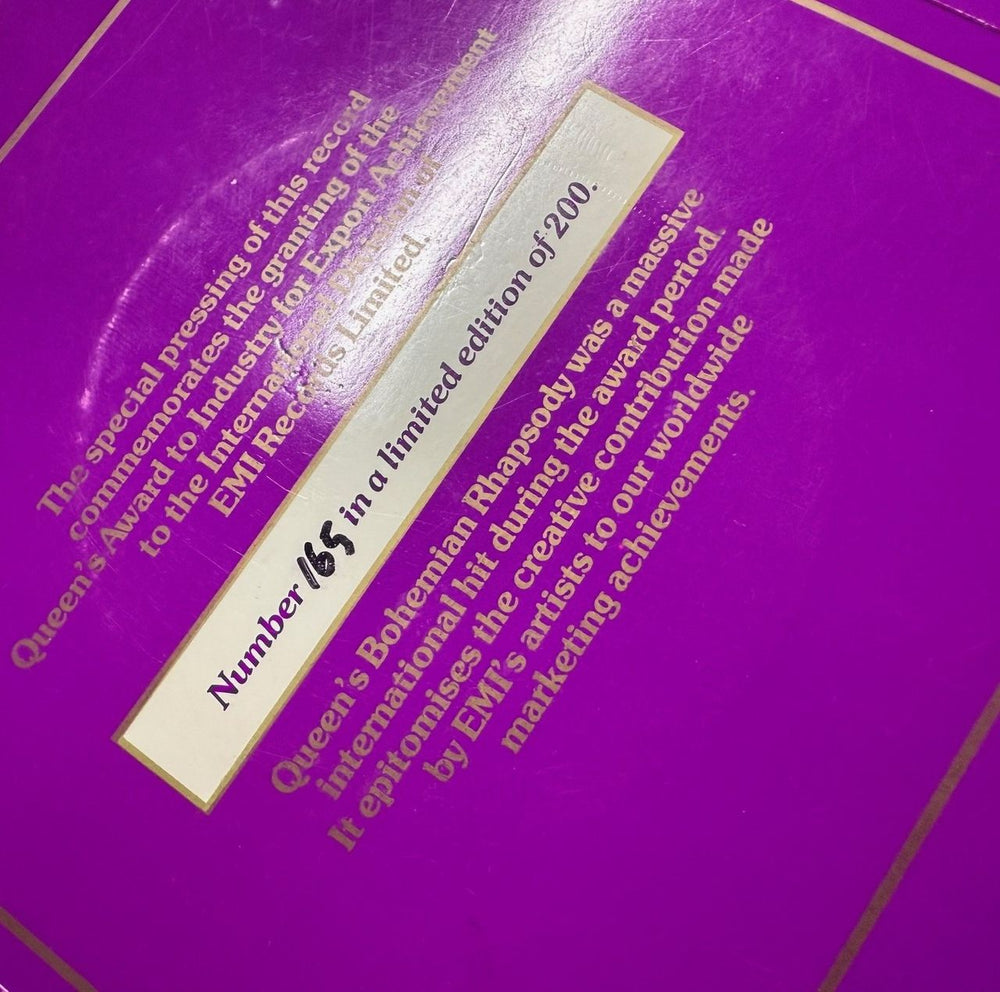 The special pressing of this record
commemorates the granting of the
Queen's Award to Industry for Export Achievement
to the International Division of
EMI Records Limited.
Number 165 in a limited edition of 200.
Queen's Bohemian Rhapsody was a massive
international hit during the award period
It epitomises the creative contribution made
by EMI's artists to our worldwide
marketing achievements.